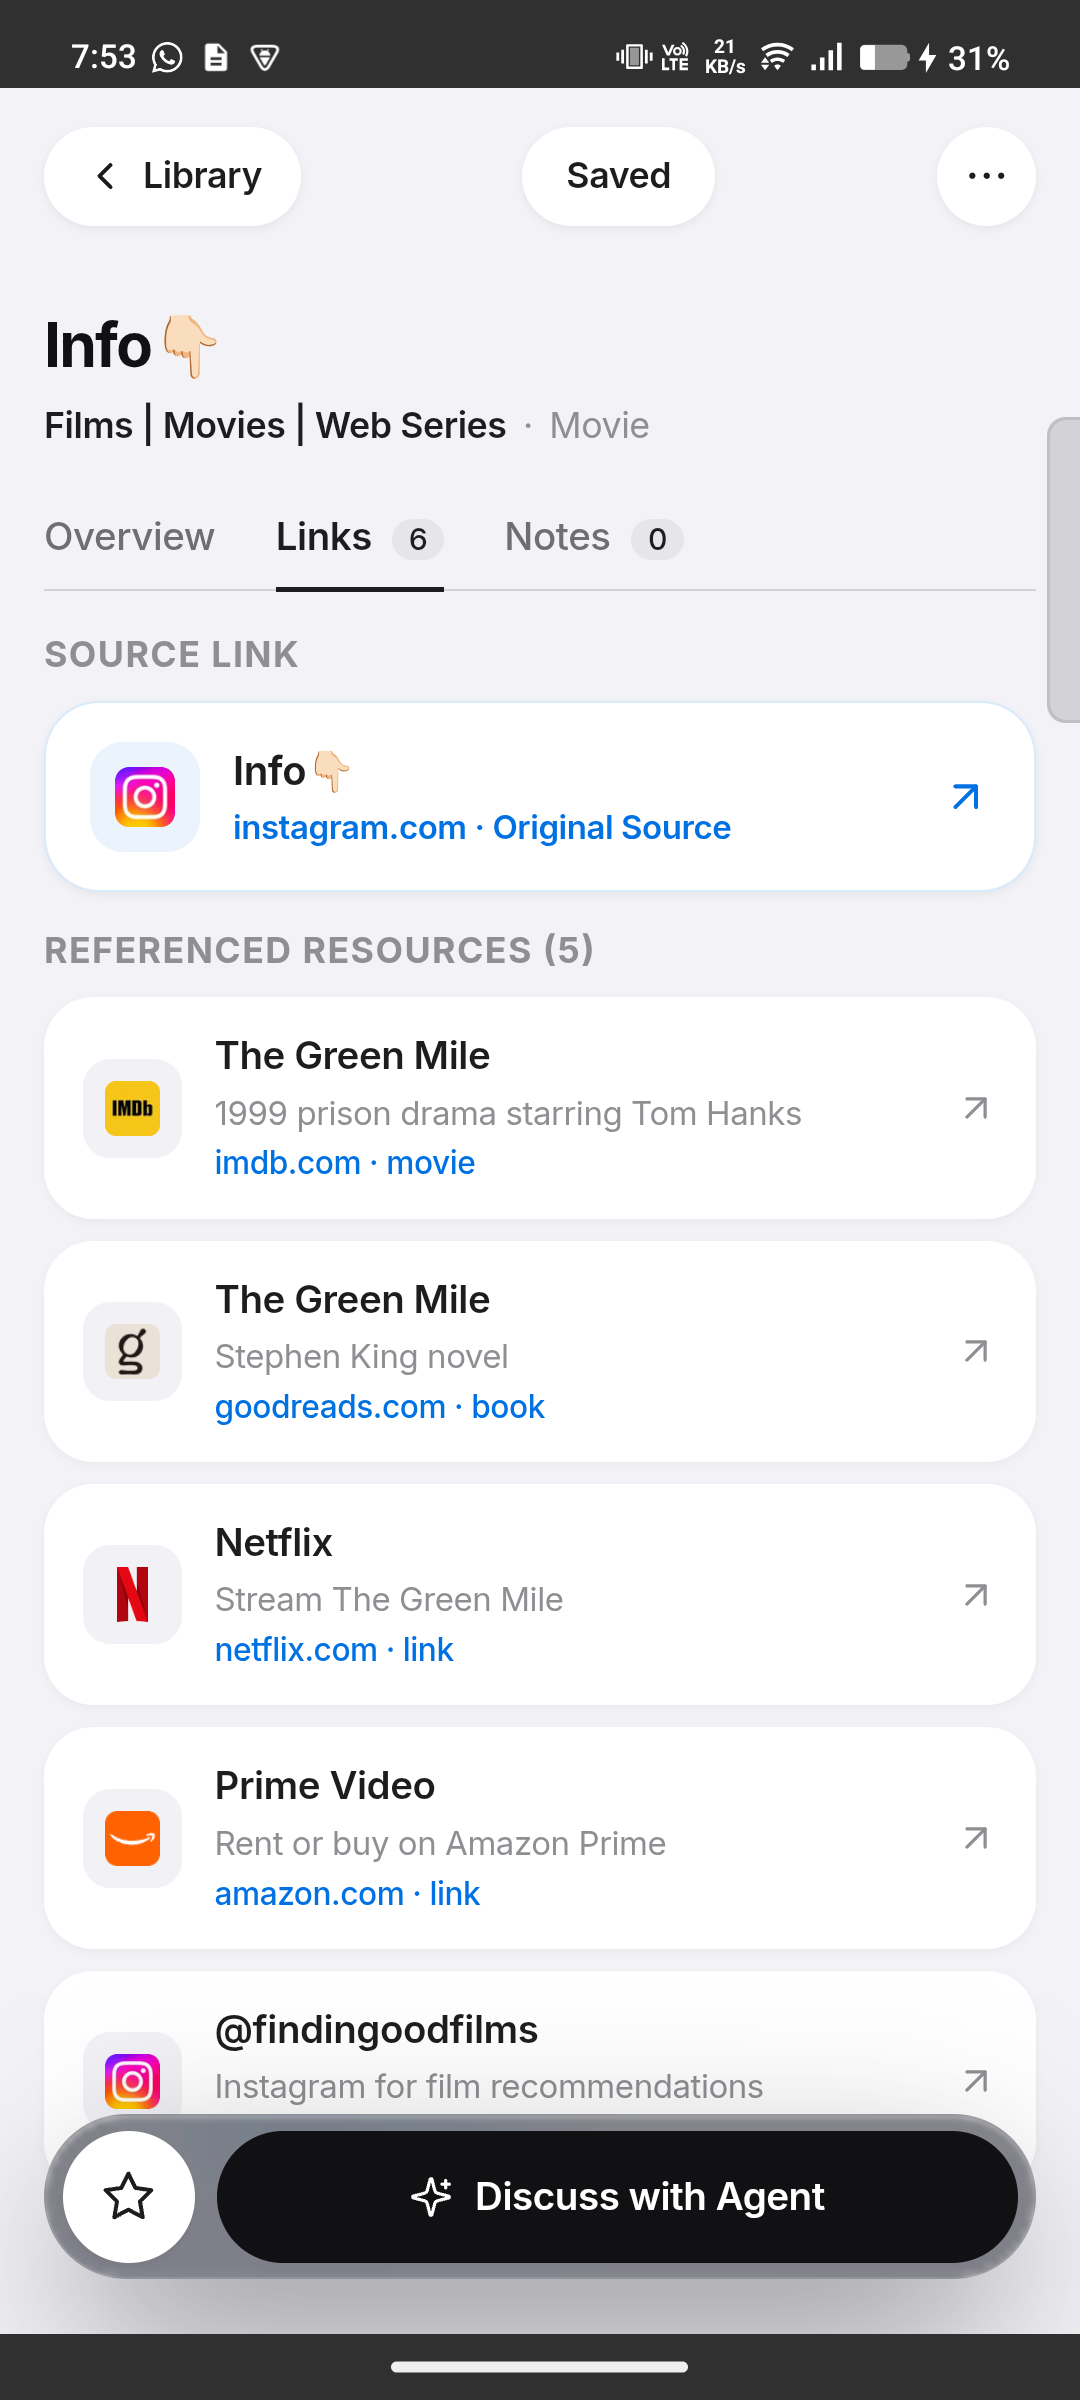 7:53
Vo)) LTE
21 KB/s
31%
Library
Saved
Info👇🏻
Films | Movies | Web Series · Movie
Overview
Links 6
Notes 0
SOURCE LINK
Info👇🏻
instagram.com · Original Source
REFERENCED RESOURCES (5)
The Green Mile
1999 prison drama starring Tom Hanks
imdb.com · movie
IMDb
The Green Mile
Stephen King novel
goodreads.com · book
g
Netflix
Stream The Green Mile
netflix.com · link
N
Prime Video
Rent or buy on Amazon Prime
amazon.com · link
@findingoodfilms
Instagram for film recommendations
Discuss with Agent